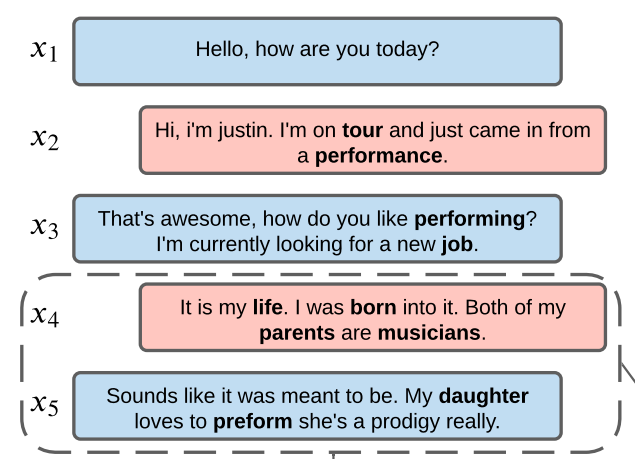 x1
Hello, how are you today?
x2
Hi, i'm justin. I'm on tour and just came in from
a performance.
x3
That's awesome, how do you like performing?
I'm currently looking for a new job.
x4
It is my life. I was born into it. Both of my
parents are musicians.
x5
Sounds like it was meant to be. My daughter
loves to preform she's a prodigy really.